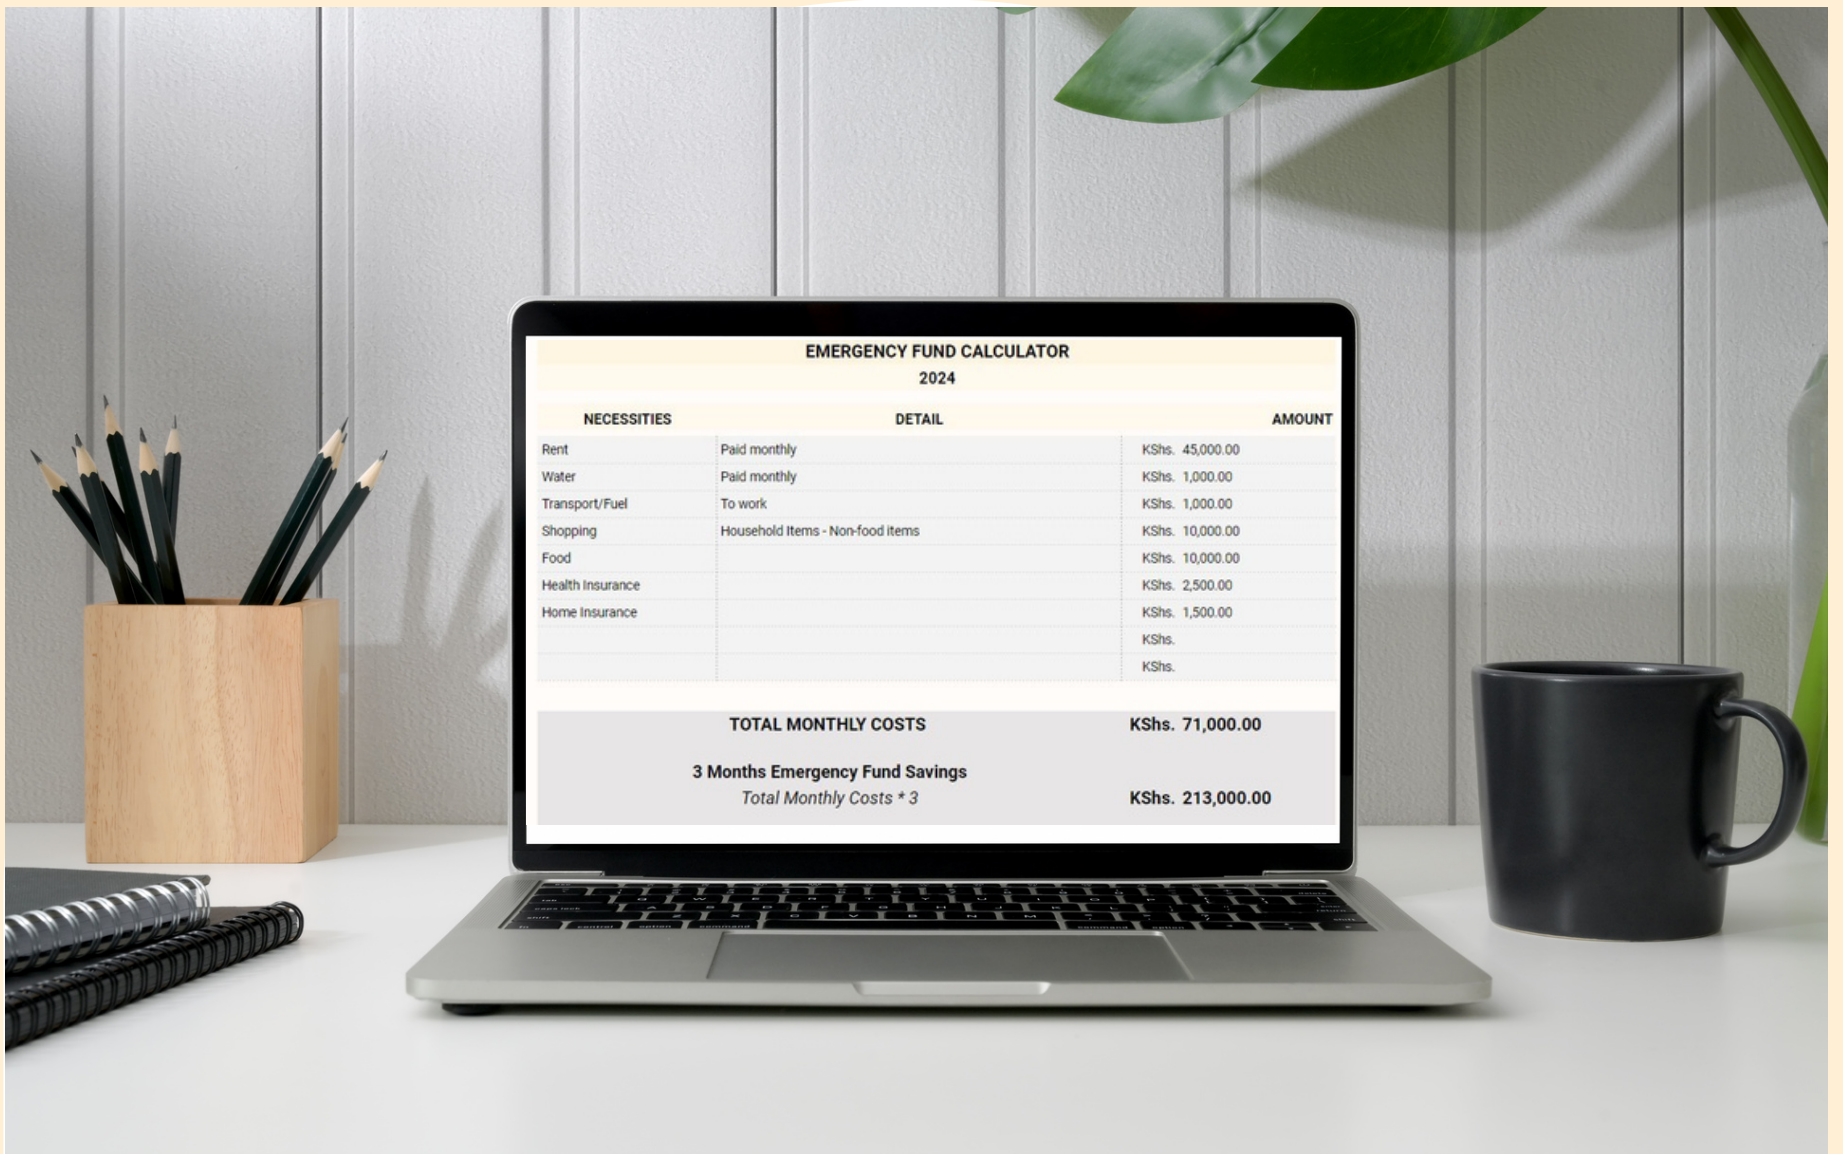 EMERGENCY FUND CALCULATOR
2024
NECESSITIES DETAIL AMOUNT
Rent Paid monthly KShs. 45,000.00
Water Paid monthly KShs. 1,000.00
Transport/Fuel To work KShs. 1,000.00
Shopping Household Items - Non-food items KShs. 10,000.00
Food KShs. 10,000.00
Health Insurance KShs. 2,500.00
Home Insurance KShs. 1,500.00
KShs.
KShs.
TOTAL MONTHLY COSTS KShs. 71,000.00
3 Months Emergency Fund Savings
Total Monthly Costs * 3 KShs. 213,000.00